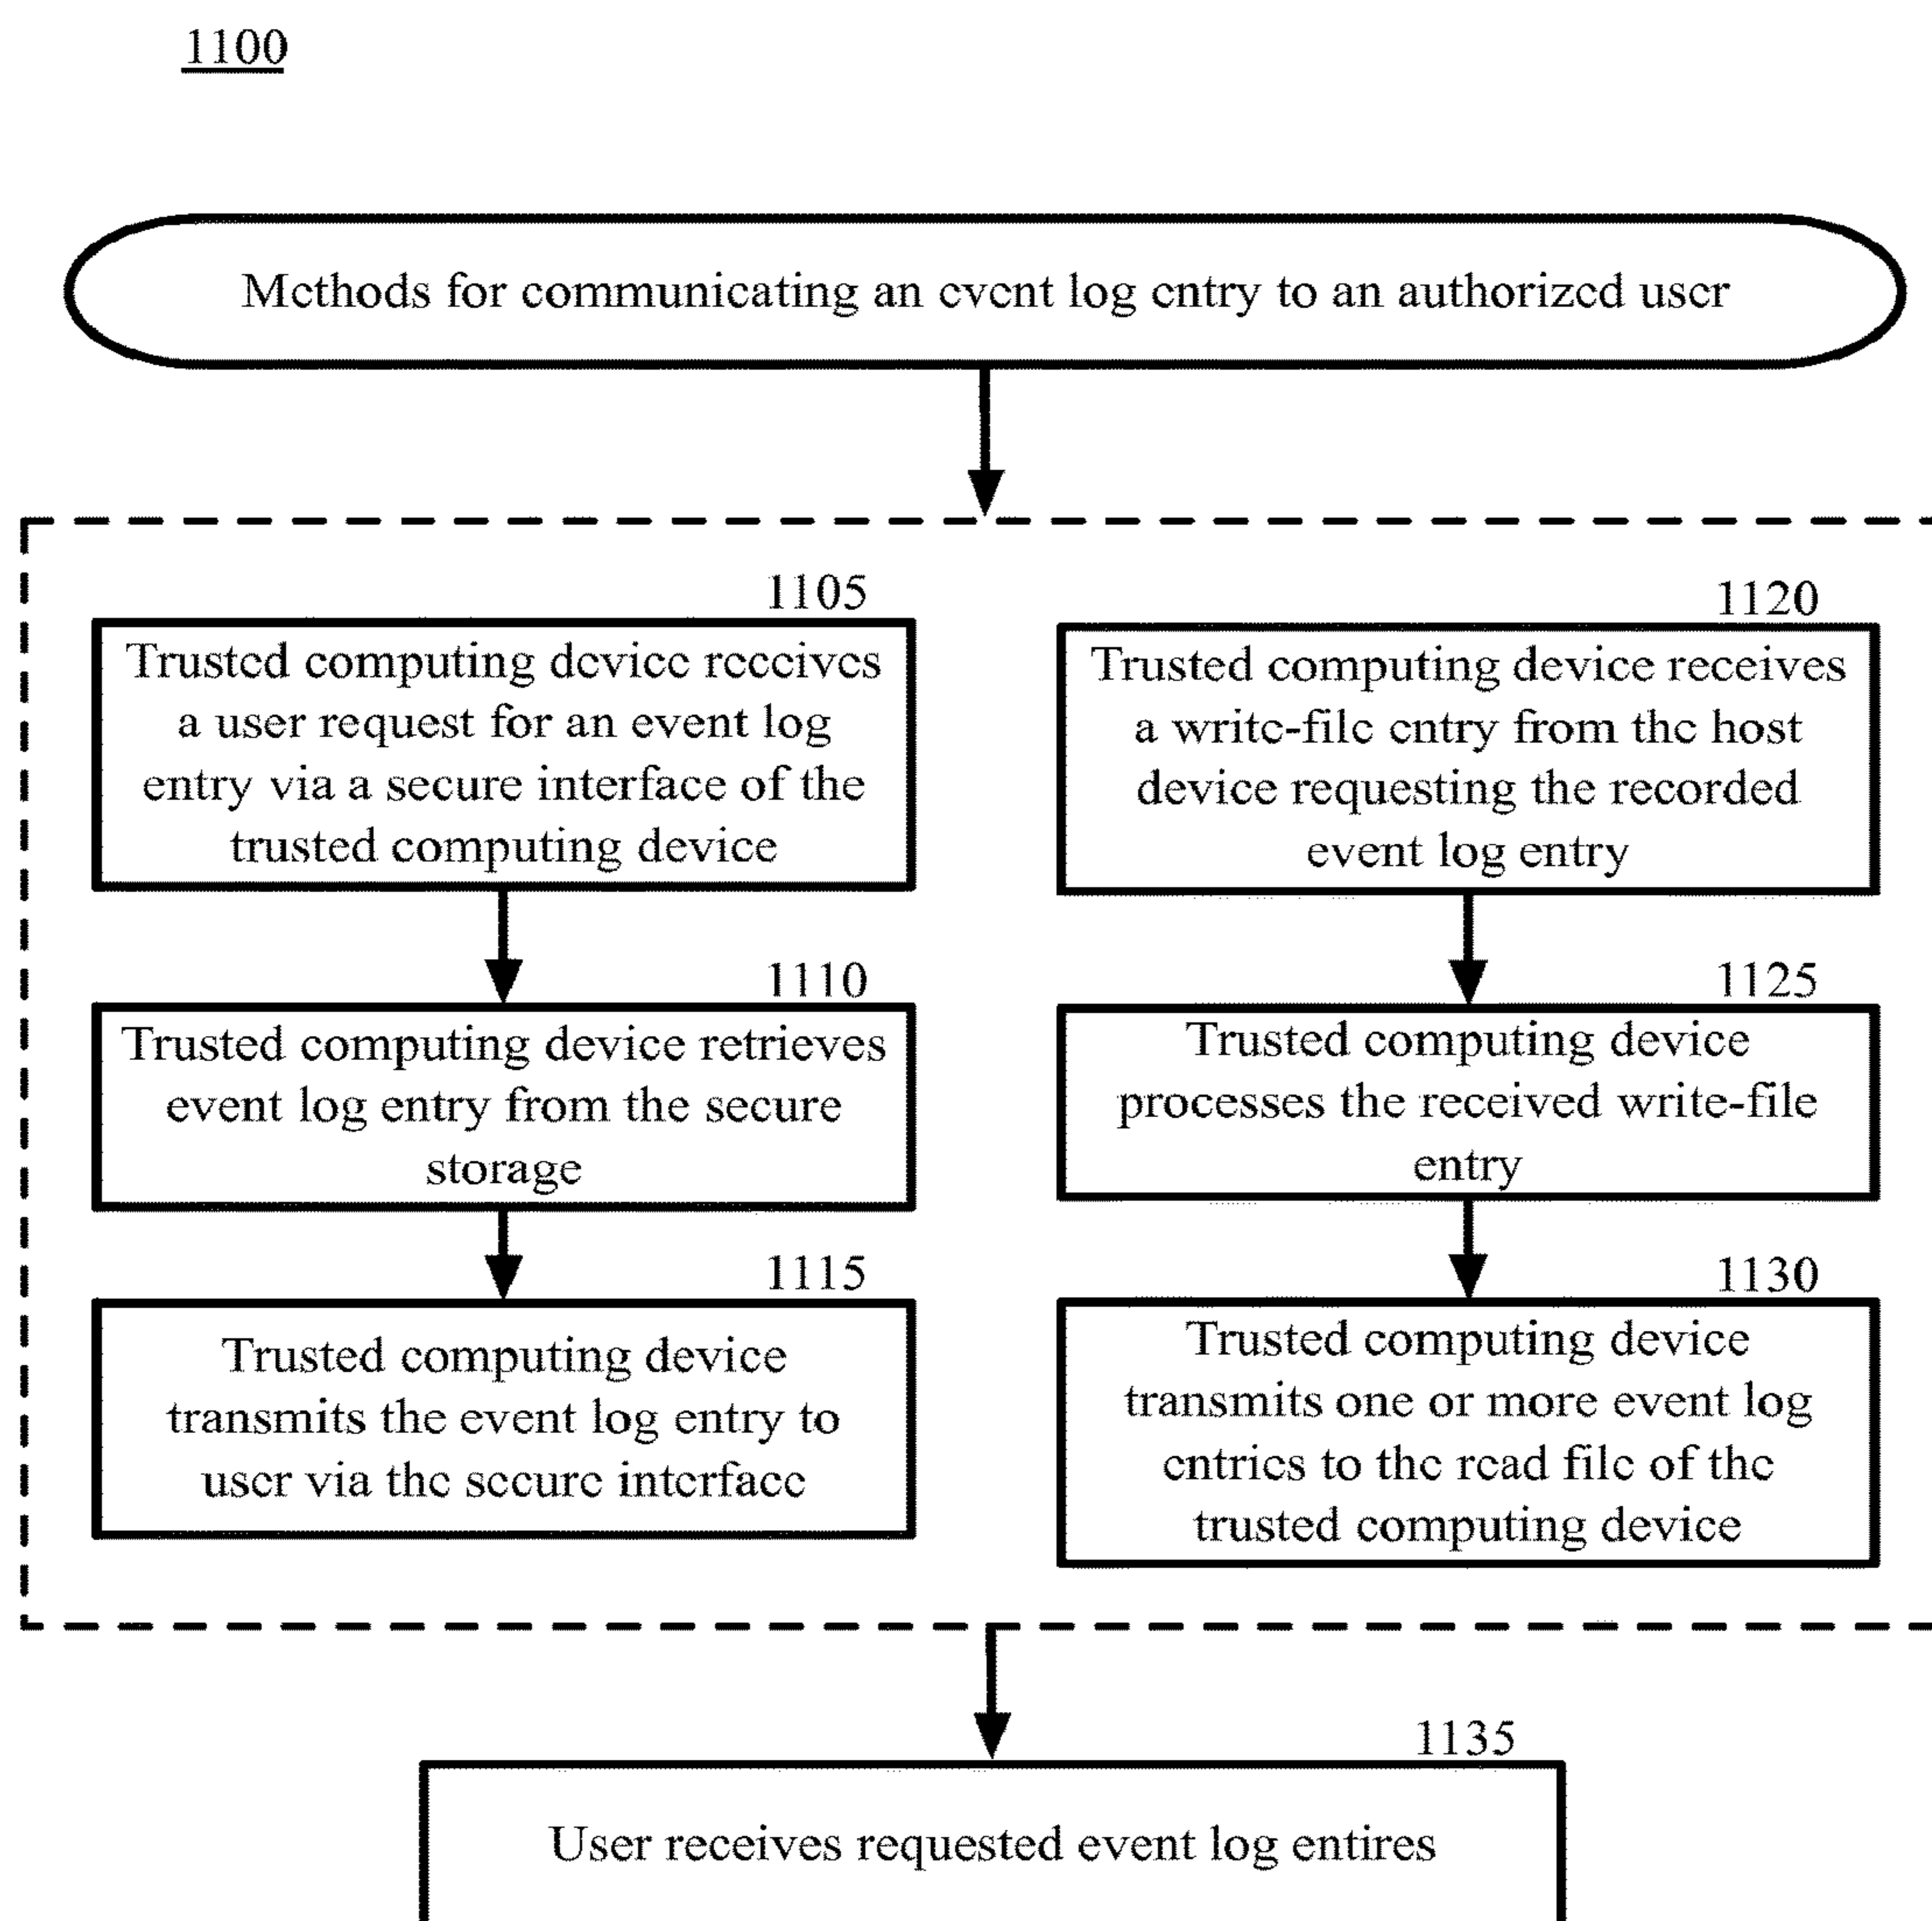 1100
Methods for communicating an event log entry to an authorized user
1105
Trusted computing device receives
a user request for an event log
entry via a secure interface of the
trusted computing device
1110
Trusted computing device retrieves
event log entry from the secure
storage
1115
Trusted computing device
transmits the event log entry to
user via the secure interface
1120
Trusted computing device receives
a write-file entry from the host
device requesting the recorded
event log entry
1125
Trusted computing device
processes the received write-file
entry
1130
Trusted computing device
transmits one or more event log
entries to the read file of the
trusted computing device
1135
User receives requested event log entires